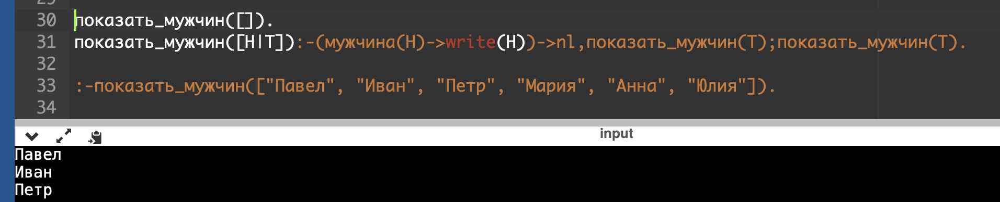 29
30 показать_мужчин([]).
31 показать_мужчин([H|T]):-(мужчина(H)->write(H))->nl,показать_мужчин(T);показать_мужчин(T).
32
33 :-показать_мужчин(["Павел", "Иван", "Петр", "Мария", "Анна", "Юлия"]).
34
input
Павел
Иван
Петр